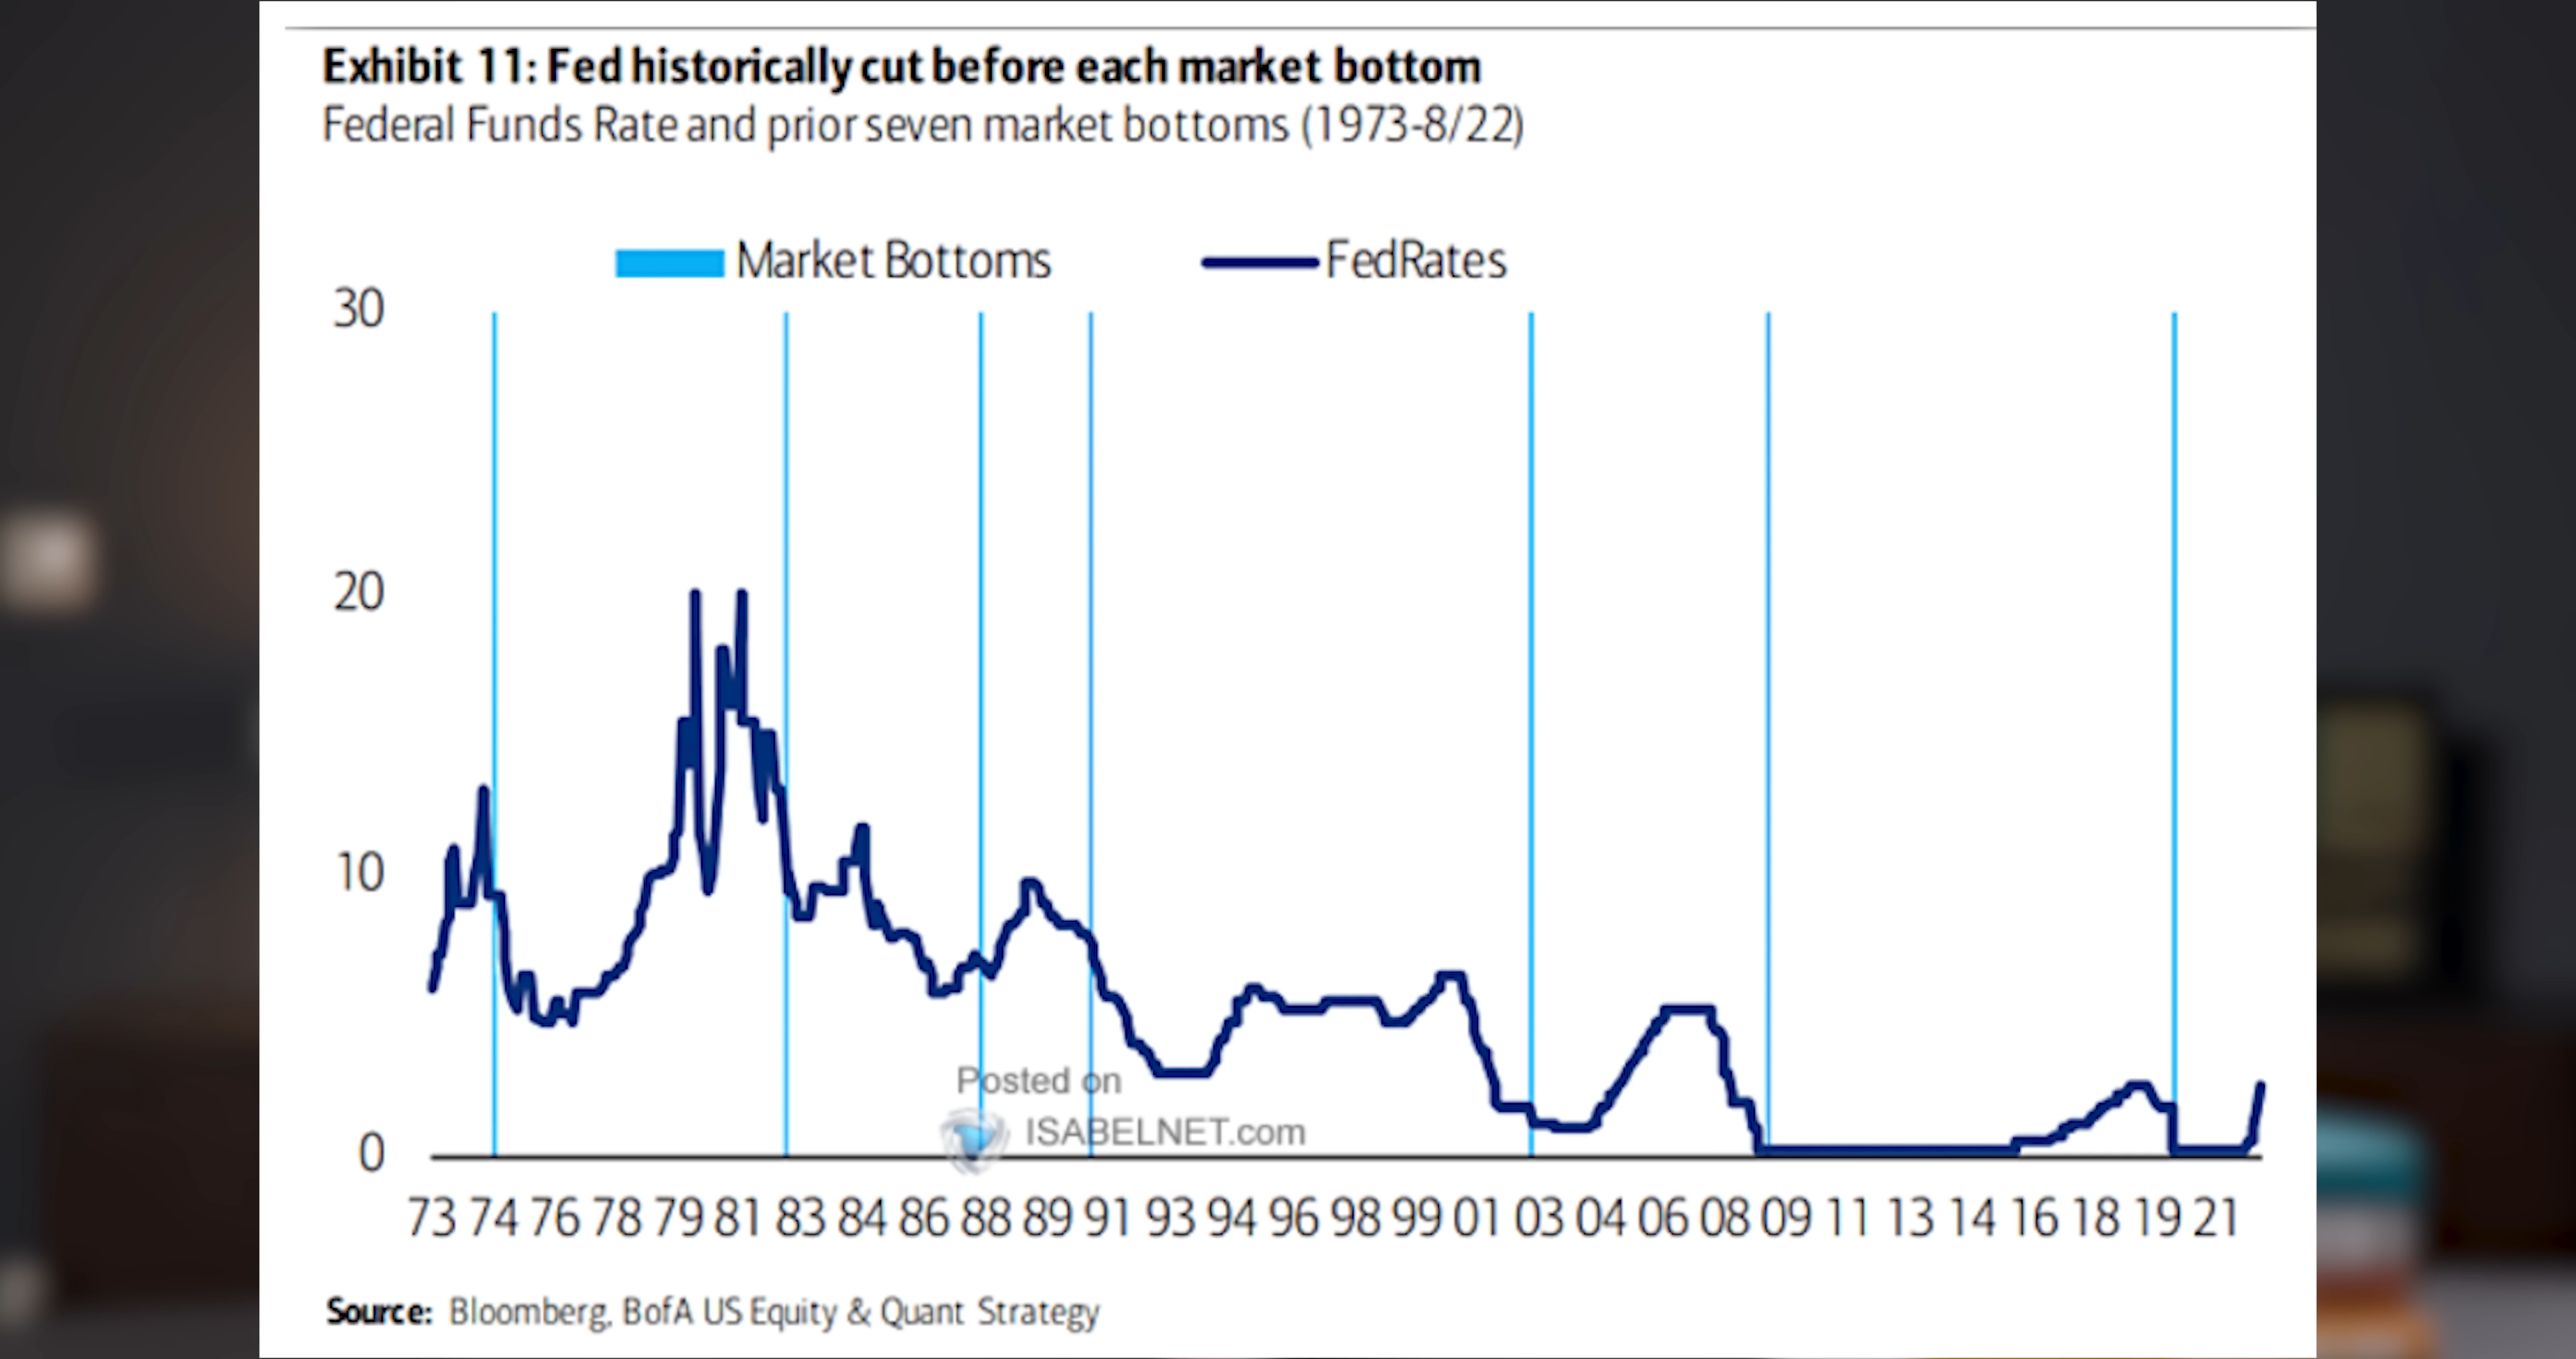 Exhibit 11: Fed historically cut before each market bottom
Federal Funds Rate and prior seven market bottoms (1973-8/22)
Market Bottoms FedRates
30
20
10
0
Posted on
ISABELNET.com
73 74 76 78 79 81 83 84 86 88 89 91 93 94 96 98 99 01 03 04 06 08 09 11 13 14 16 18 19 21
Source: Bloomberg, BofA US Equity & Quant Strategy